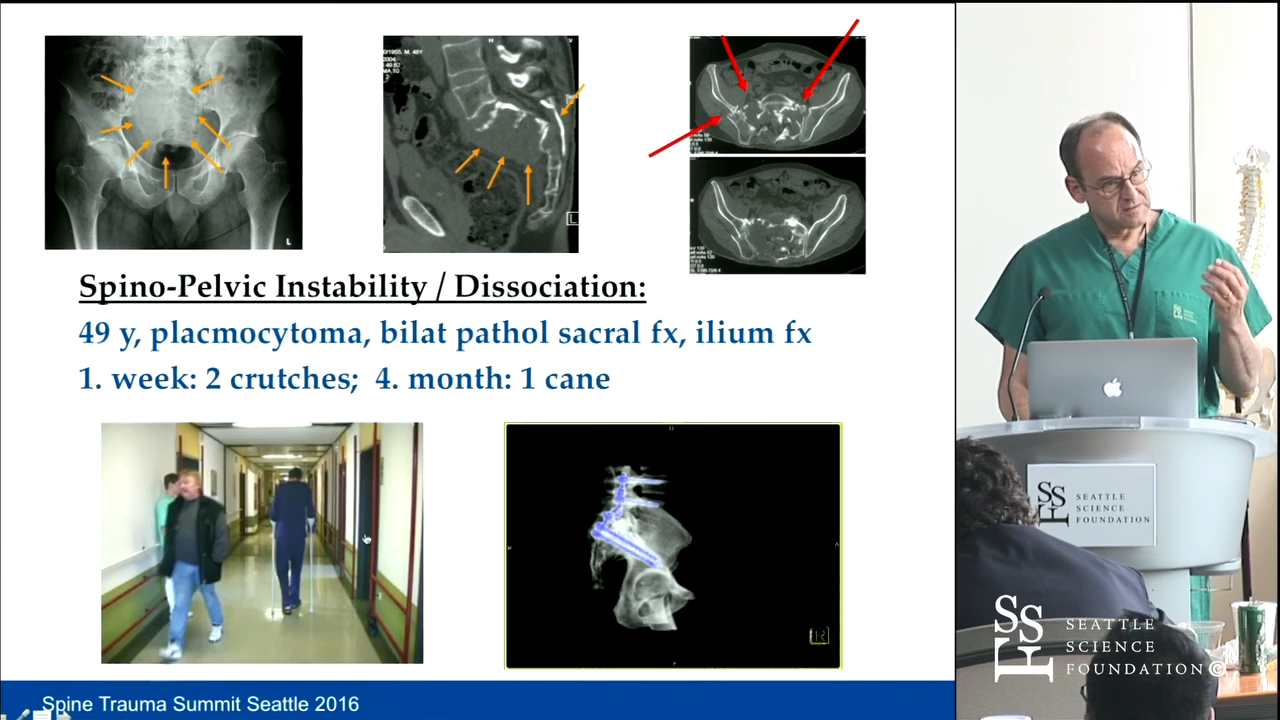 Spino-Pelvic Instability / Dissociation:
49 y, placmocytoma, bilat pathol sacral fx, ilium fx
1. week: 2 crutches;  4. month: 1 cane
L
R
SSF
SEATTLE
SCIENCE
FOUNDATION
SSF
SEATTLE
SCIENCE
FOUNDATION©
Spine Trauma Summit Seattle 2016